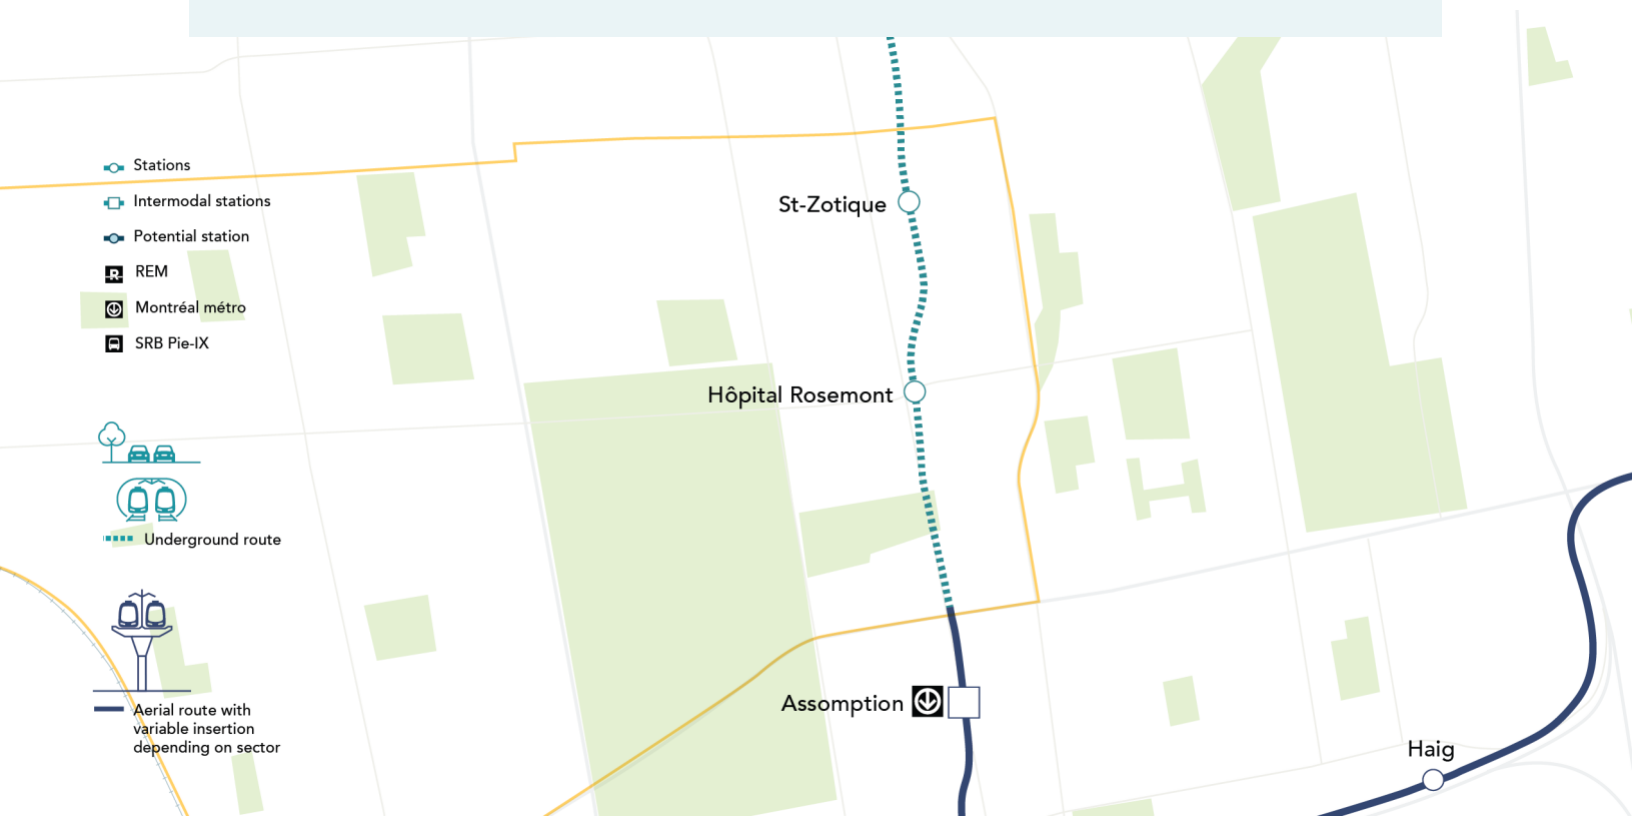 Stations
Intermodal stations
Potential station
R REM
Montréal métro
SRB Pie-IX
Underground route
Aerial route with
variable insertion
depending on sector
St-Zotique
Hôpital Rosemont
Assomption
Haig